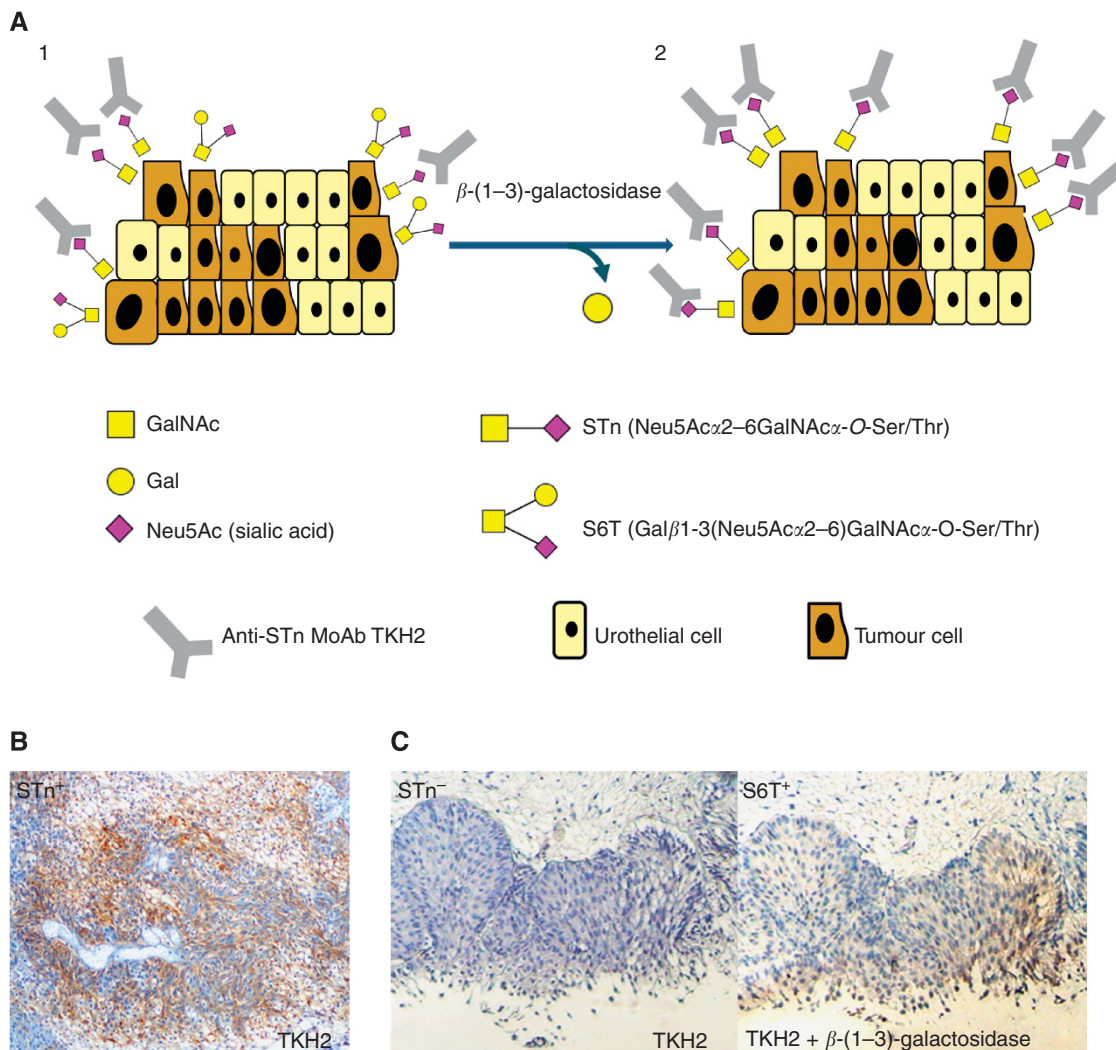 A
1
2
β-(1–3)-galactosidase
GalNAc
Gal
Neu5Ac (sialic acid)
STn (Neu5Acα2–6GalNAcα-O-Ser/Thr)
S6T (Galβ1-3(Neu5Acα2–6)GalNAcα-O-Ser/Thr)
Anti-STn MoAb TKH2
Urothelial cell
Tumour cell
B
C
STn⁺
TKH2
STn⁻
TKH2
S6T⁺
TKH2 + β-(1–3)-galactosidase